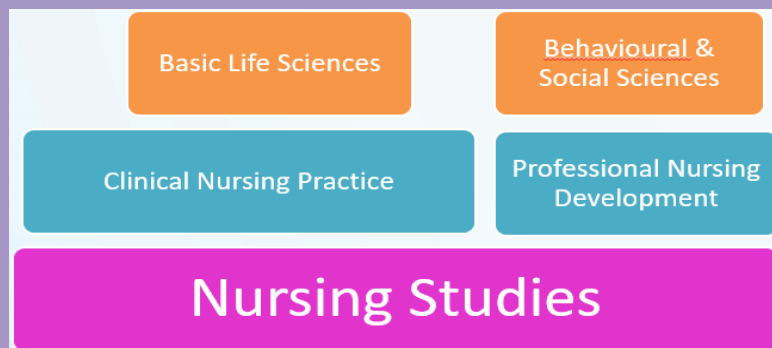 Basic Life Sciences
Behavioural &
Social Sciences
Clinical Nursing Practice
Professional Nursing
Development
Nursing Studies